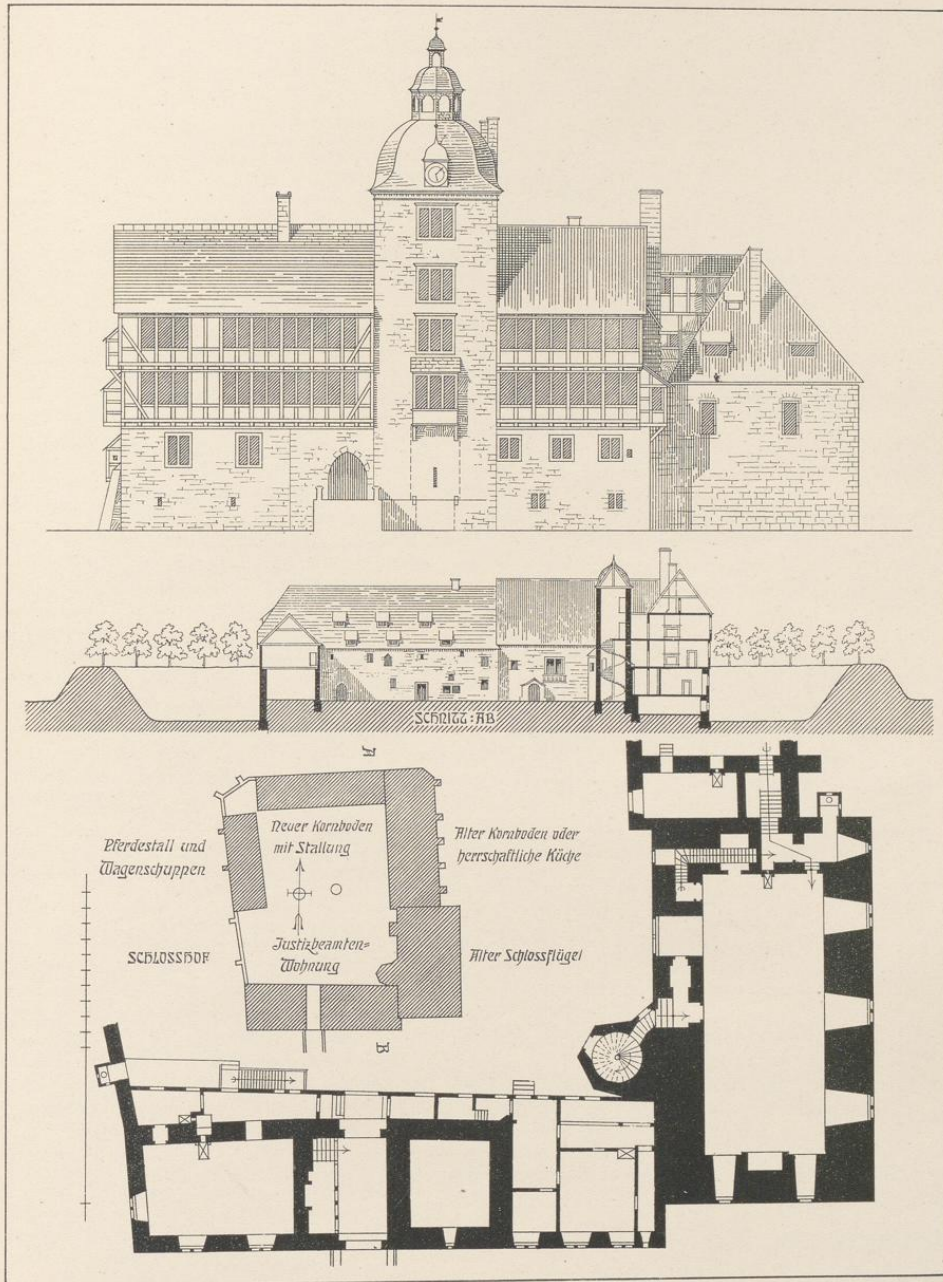 SCHNITT:AB
A
Pferdestall und
Wagenschuppen
Neuer Kornboden
mit Stallung
Alter Kornboden oder
herrschaftliche Küche
SCHLOSSHOF
Justizbeamten=
Wohnung
Alter Schlossflügel
B